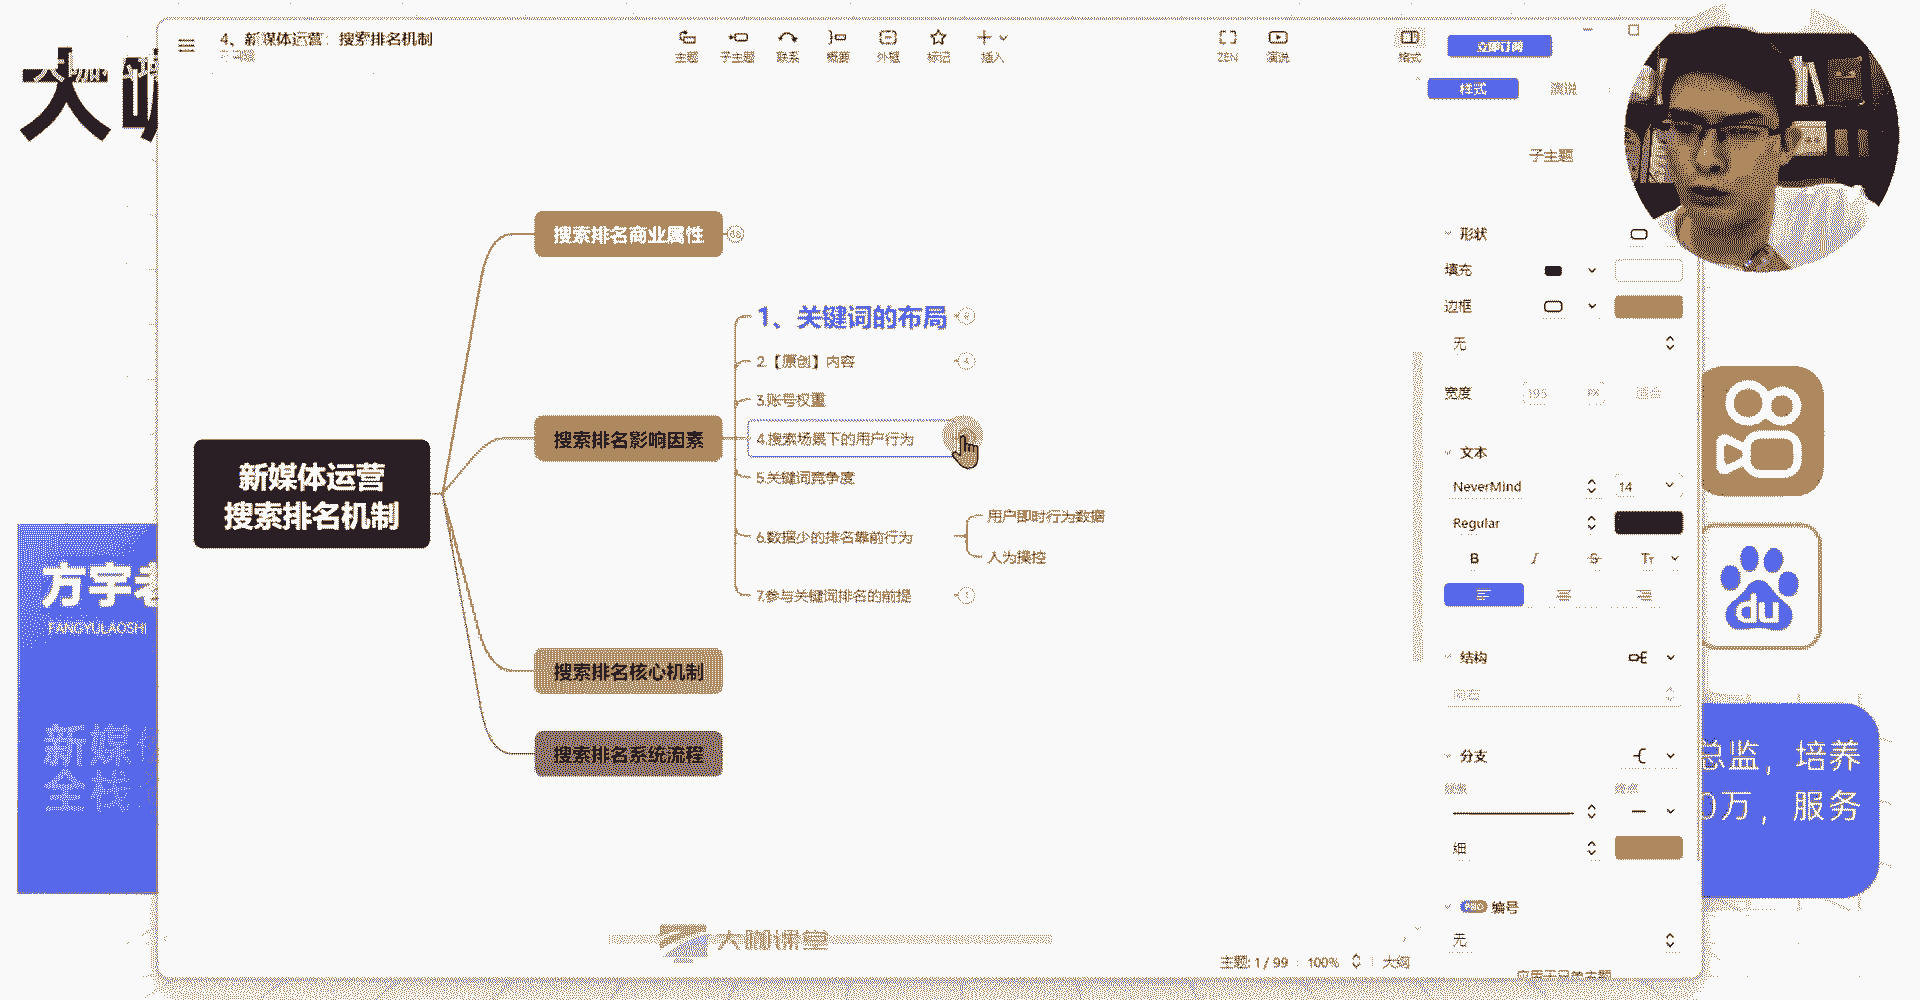 4、新媒体运营：搜索排名机制
主题
子主题
联系
概要
外框
标记
插入
ZEN
演说
格式
立即订阅
样式
演说
子主题
搜索排名商业属性
1、关键词的布局
2.【原创】内容
3.账号权重
4.搜索场景下的用户行为
搜索排名影响因素
5.关键词竞争度
用户即时行为数据
6.数据少的排名靠前行为
人为操控
7.参与关键词排名的前提
新媒体运营
搜索排名机制
搜索排名核心机制
搜索排名系统流程
形状
填充
边框
无
宽度
195
PX
文本
NeverMind
14
Regular
B
I
S
Tr
结构
向右
分支
线条
终点
细
PRO 编号
无
主题: 1 / 99
100%
大纲
大咖课堂
方宇老
FANGYULAOSHI
新媒体
全栈
du
总监，培养
0万，服务